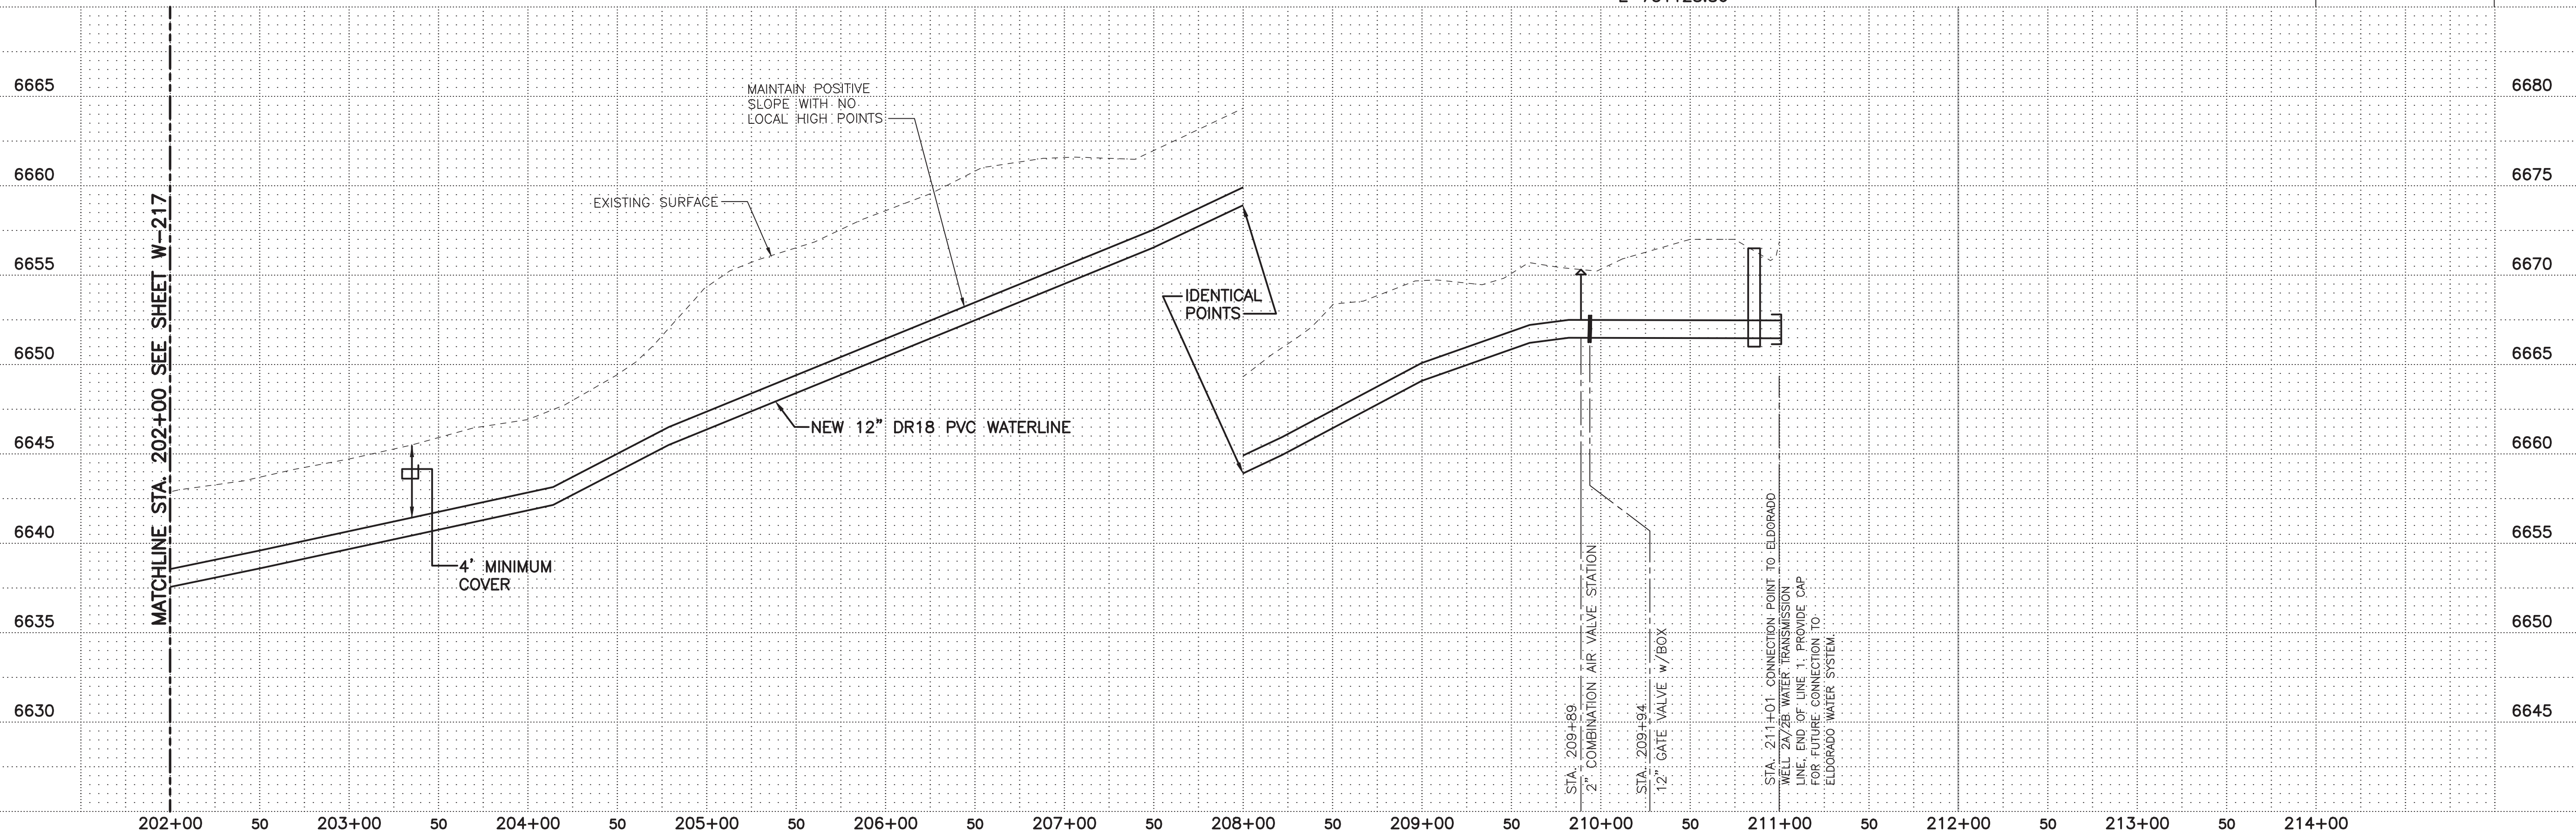 6665
6660
6655
6650
6645
6640
6635
6630
MATCHLINE STA. 202+00 SEE SHEET W-217
MAINTAIN POSITIVE
SLOPE WITH NO
LOCAL HIGH POINTS
EXISTING SURFACE
4' MINIMUM
COVER
NEW 12" DR18 PVC WATERLINE
IDENTICAL
POINTS
STA. 209+89
2" COMBINATION AIR VALVE STATION
STA. 209+94
12" GATE VALVE w/BOX
STA. 211+01 CONNECTION POINT TO ELDORADO
WELL 2A/2B WATER TRANSMISSION
LINE, END OF LINE 1. PROVIDE CAP
FOR FUTURE CONNECTION TO
ELDORADO WATER SYSTEM.
6680
6675
6670
6665
6660
6655
6650
6645
202+00 50 203+00 50 204+00 50 205+00 50 206+00 50 207+00 50 208+00 50 209+00 50 210+00 50 211+00 50 212+00 50 213+00 50 214+00